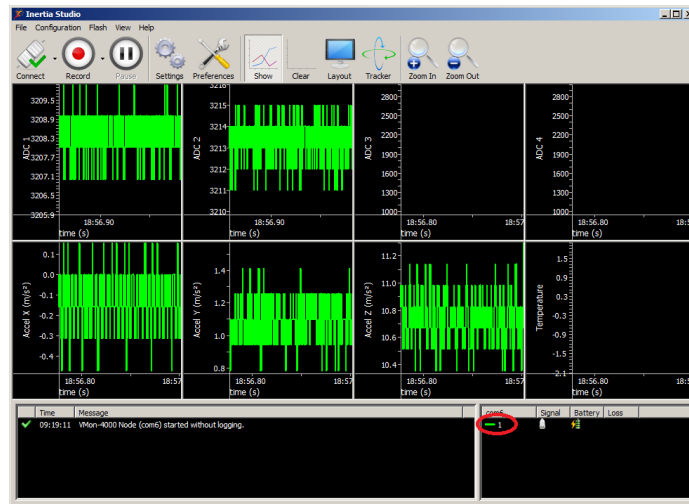 Inertia Studio
File Configuration Flash View Help
Connect Record Pause Settings Preferences Show Clear Layout Tracker Zoom In Zoom Out
ADC 1
3209.5
3208.9
3208.3
3207.7
3207.1
3206.5
3205.9
18:56.90
time (s)
ADC 2
3216
3215
3214
3213
3212
3211
3210
18:56.90
time (s)
ADC 3
2800
2500
2200
1900
1600
1300
1000
18:56.80 18:57
time (s)
ADC 4
2800
2500
2200
1900
1600
1300
1000
18:56.80
time (s)
Accel X (m/s²)
0.1
0.0
-0.1
-0.2
-0.3
-0.4
18:56.80 18:57
time (s)
Accel Y (m/s²)
1.4
1.2
1.0
0.8
18:56.80 18:57
time (s)
Accel Z (m/s²)
11.2
11.0
10.8
10.6
10.4
18:56.80 18:57
time (s)
Temperature
1.5
0.9
0.3
-0.3
-0.9
-1.5
-2.1
18:56.80
time (s)
Time Message
09:19:11 VMon-4000 Node (com6) started without logging.
com6 Signal Battery Loss
1